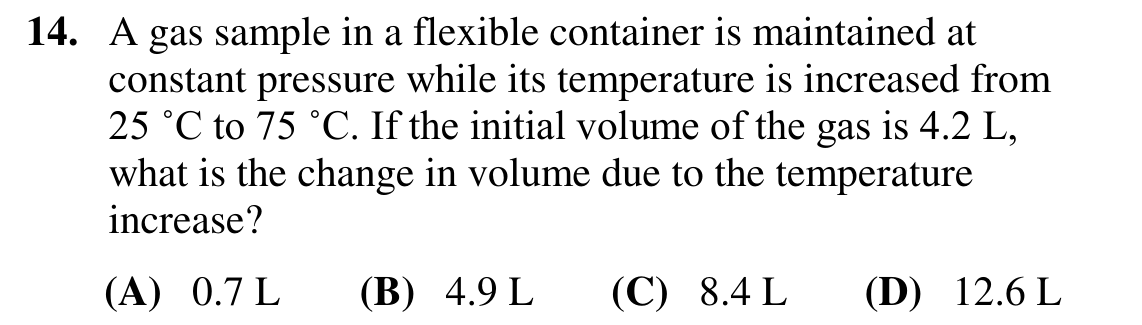 14. A gas sample in a flexible container is maintained at
constant pressure while its temperature is increased from
25 ˚C to 75 ˚C. If the initial volume of the gas is 4.2 L,
what is the change in volume due to the temperature
increase?
(A) 0.7 L (B) 4.9 L (C) 8.4 L (D) 12.6 L